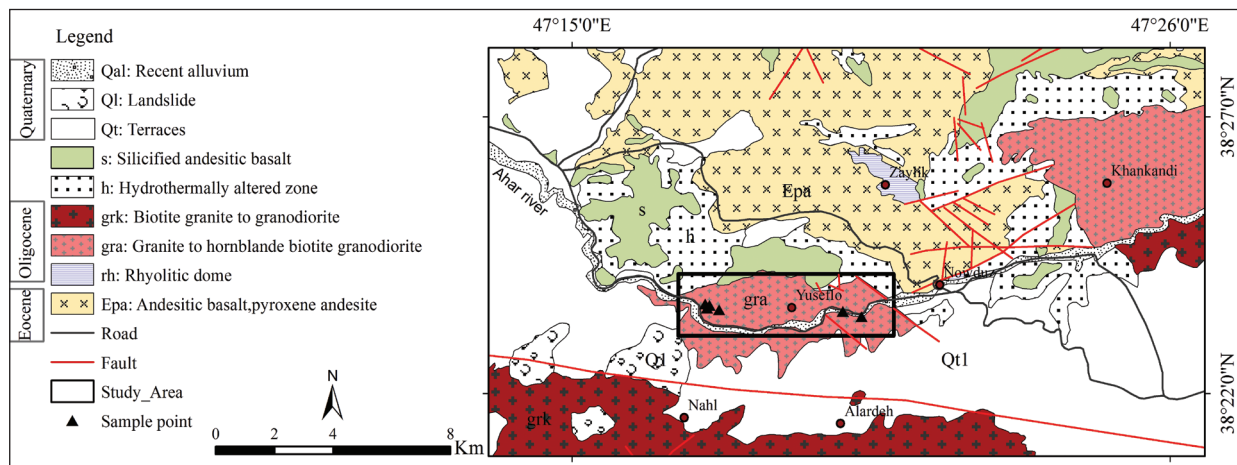 47°15'0"E
47°26'0"E
Legend
Quaternary
Qal: Recent alluvium
Ql: Landslide
Qt: Terraces
s: Silicified andesitic basalt
h: Hydrothermally altered zone
Oligocene
grk: Biotite granite to granodiorite
gra: Granite to hornblande biotite granodiorite
rh: Rhyolitic dome
Eocene
Epa: Andesitic basalt,pyroxene andesite
Road
Fault
Study_Area
Sample point
N
0 2 4 8
Km
38°27'0"N
38°22'0"N
Ahar river
Zaylik
Khankandi
Epa
s
h
Nowduz
gra
Yuseflo
Ql
Qt1
Nahl
Alardeh
grk